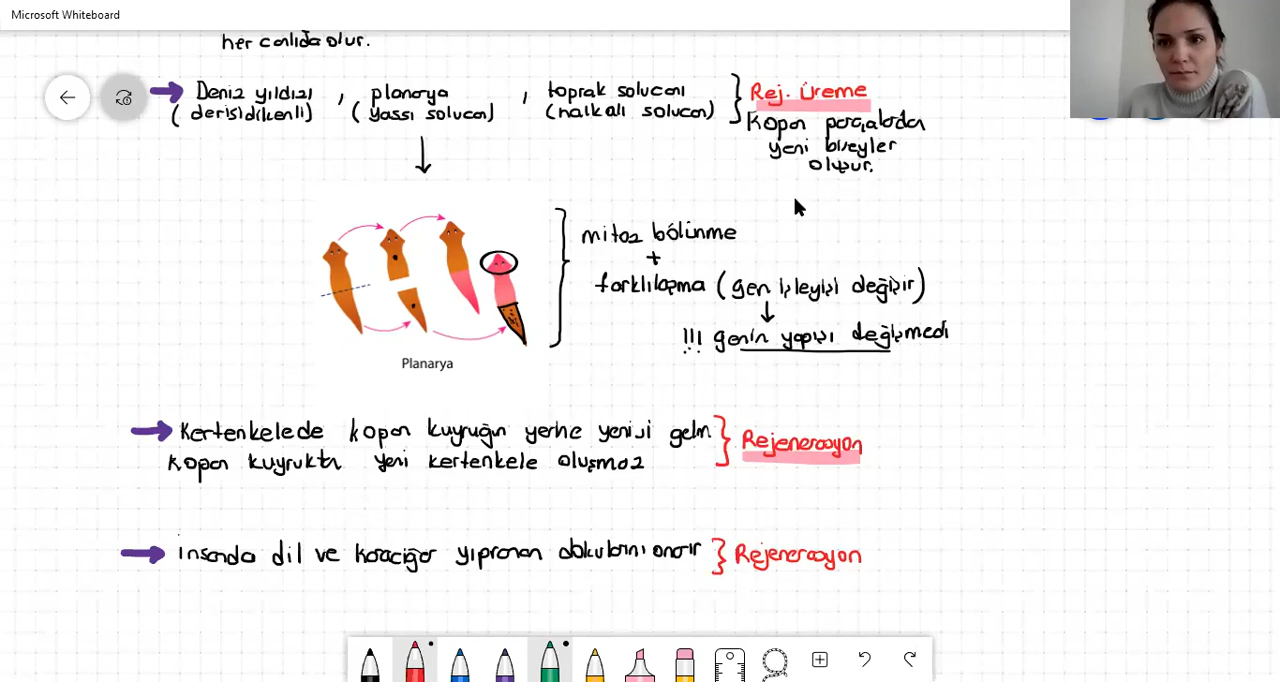 Microsoft Whiteboard
her canlıda olur.
Deniz yıldızı , planarya , toprak solucanı } Rej. Üreme
(derisidikenli) (yassı solucan) (halkalı solucan)
Kopan parçalardan
yeni bireyler
oluşur.
mitoz bölünme
+
farklılaşma (gen işleyişi değişir)
!!! genin yapısı değişmedi
Planarya
Kertenkelede kopan kuyruğun yerine yenisi gelir } Rejenerasyon
kopan kuyruktan yeni kertenkele oluşmaz
insanda dil ve karaciğer yıpranan dokularını onarır } Rejenerasyon